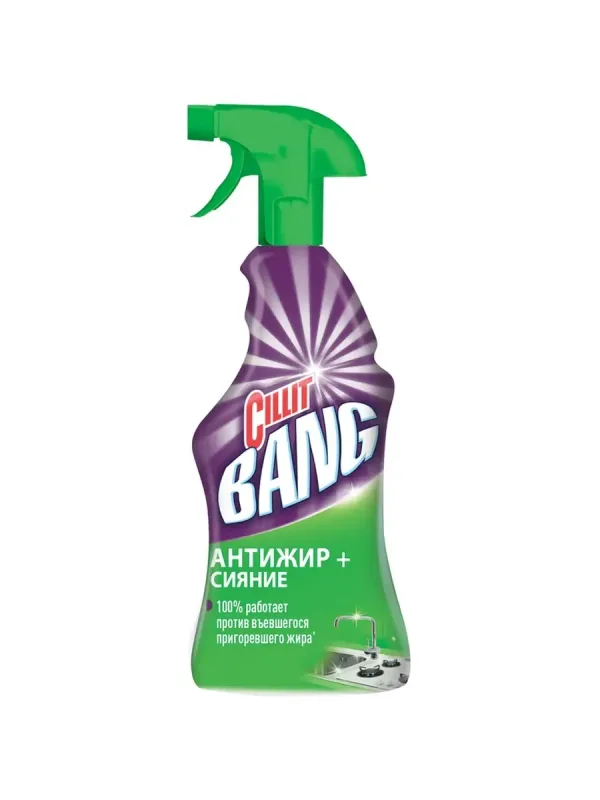 CILLIT
BANG
АНТИЖИР +
СИЯНИЕ
100% работает
против въевшегося
пригоревшего жира*